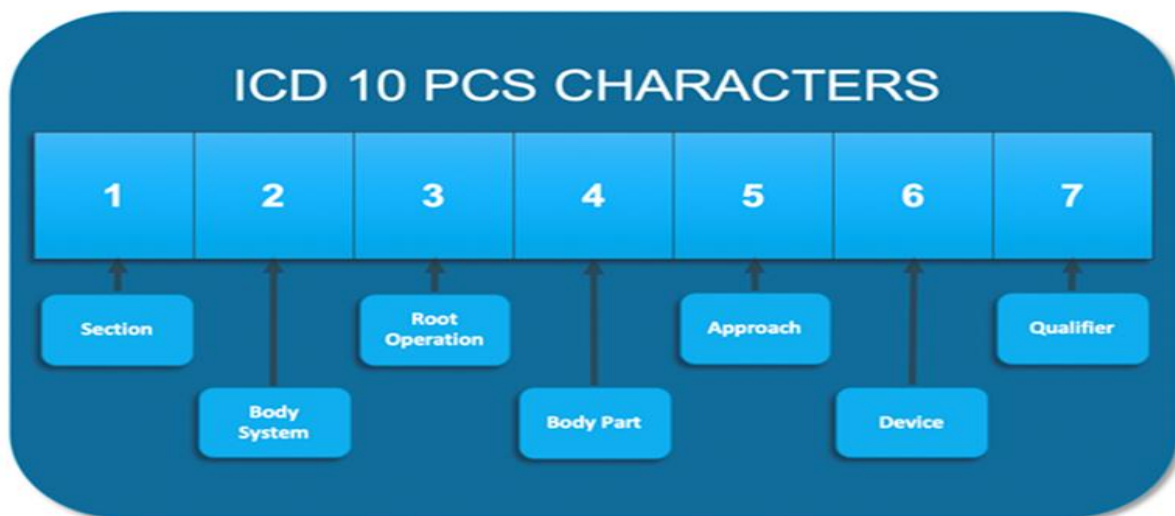 ICD 10 PCS CHARACTERS
1 2 3 4 5 6 7
Section
Root
Operation
Approach
Qualifier
Body
System
Body Part
Device